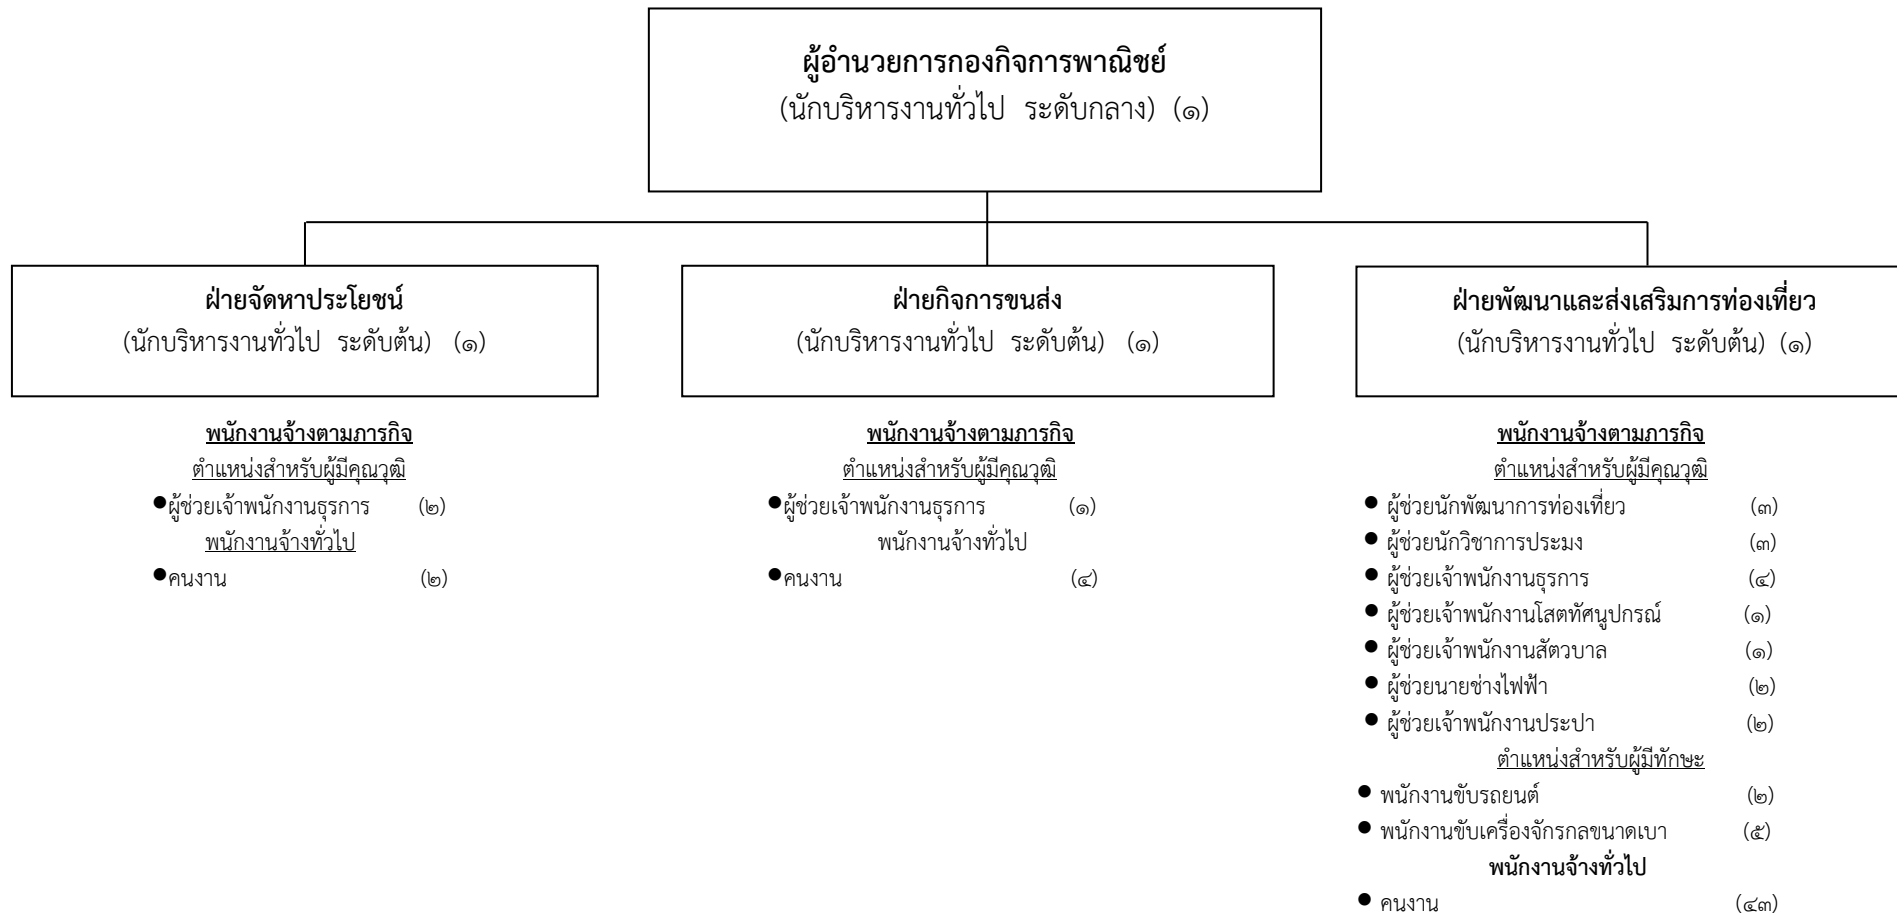 ผู้อำนวยการกองกิจการพาณิชย์
(นักบริหารงานทั่วไป ระดับกลาง) (๑)
ฝ่ายจัดหาประโยชน์
(นักบริหารงานทั่วไป ระดับต้น) (๑)
พนักงานจ้างตามภารกิจ
ตำแหน่งสำหรับผู้มีคุณวุฒิ
●ผู้ช่วยเจ้าพนักงานธุรการ (๒)
พนักงานจ้างทั่วไป
●คนงาน (๒)
ฝ่ายกิจการขนส่ง
(นักบริหารงานทั่วไป ระดับต้น) (๑)
พนักงานจ้างตามภารกิจ
ตำแหน่งสำหรับผู้มีคุณวุฒิ
●ผู้ช่วยเจ้าพนักงานธุรการ (๑)
พนักงานจ้างทั่วไป
●คนงาน (๔)
ฝ่ายพัฒนาและส่งเสริมการท่องเที่ยว
(นักบริหารงานทั่วไป ระดับต้น) (๑)
พนักงานจ้างตามภารกิจ
ตำแหน่งสำหรับผู้มีคุณวุฒิ
● ผู้ช่วยนักพัฒนาการท่องเที่ยว (๓)
● ผู้ช่วยนักวิชาการประมง (๓)
● ผู้ช่วยเจ้าพนักงานธุรการ (๔)
● ผู้ช่วยเจ้าพนักงานโสตทัศนูปกรณ์ (๑)
● ผู้ช่วยเจ้าพนักงานสัตวบาล (๑)
● ผู้ช่วยนายช่างไฟฟ้า (๒)
● ผู้ช่วยเจ้าพนักงานประปา (๒)
ตำแหน่งสำหรับผู้มีทักษะ
● พนักงานขับรถยนต์ (๒)
● พนักงานขับเครื่องจักรกลขนาดเบา (๕)
พนักงานจ้างทั่วไป
● คนงาน (๔๓)